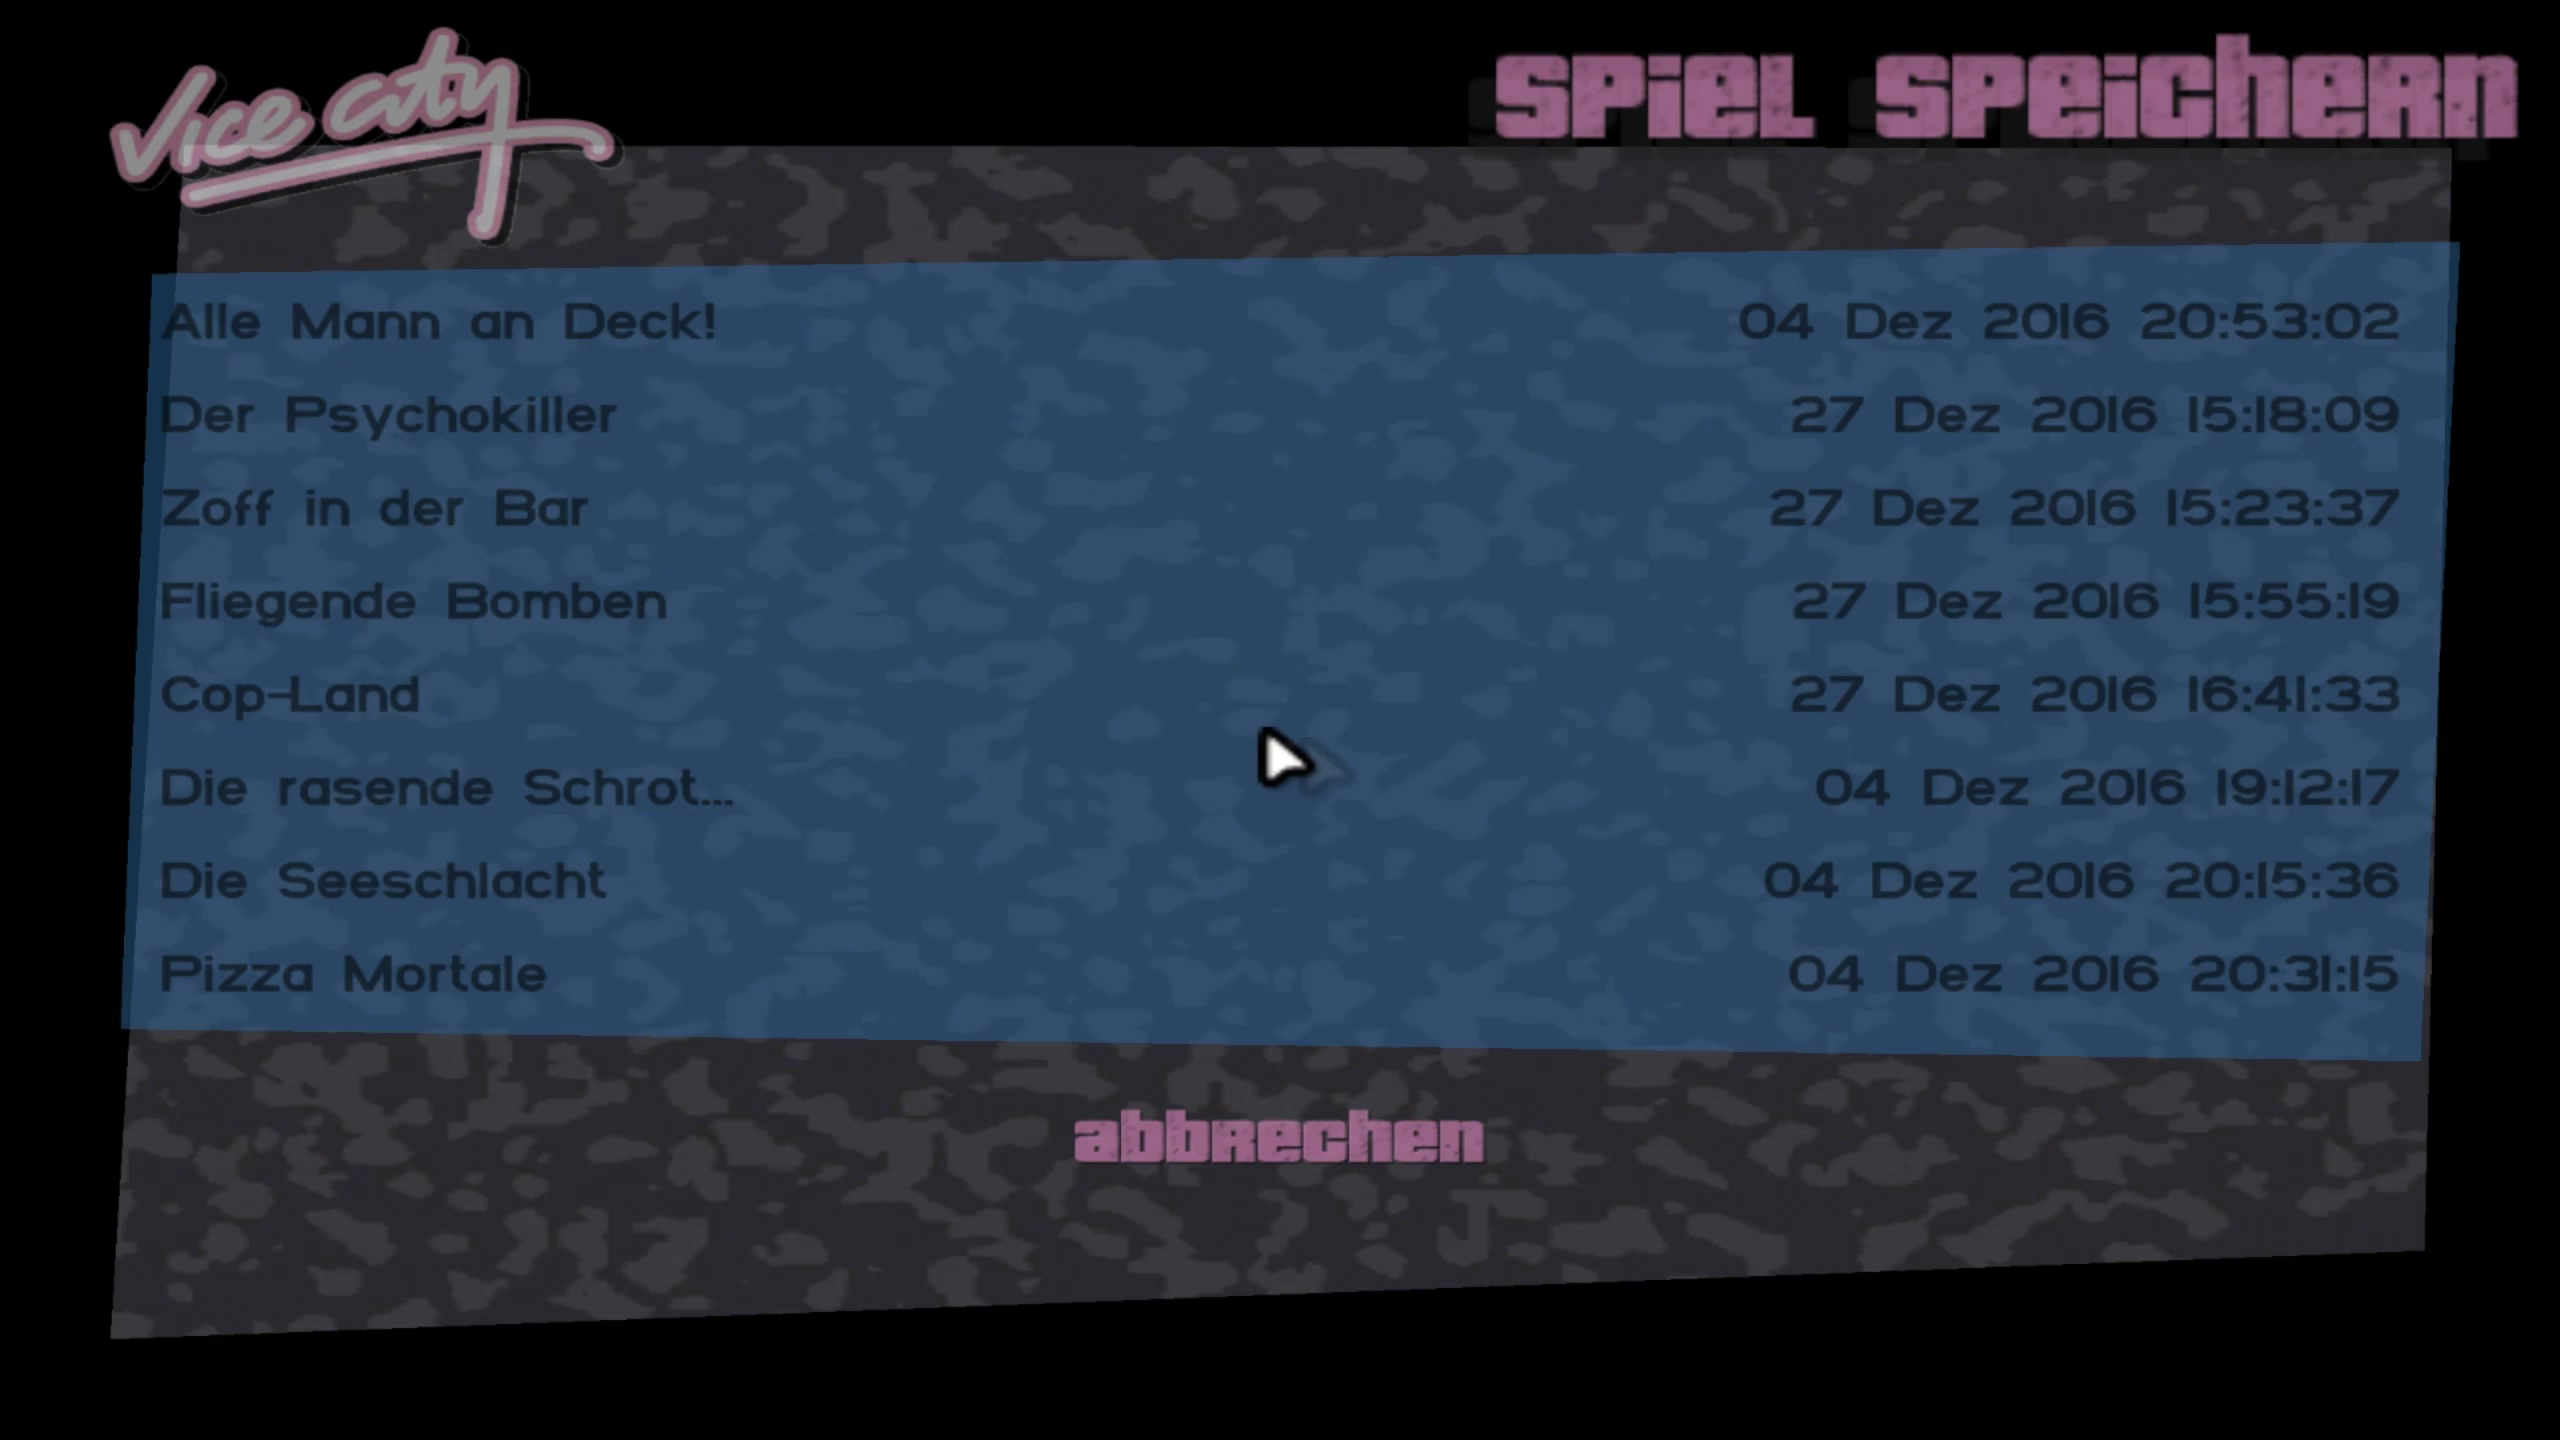 Vice City
Spiel Speichern
Alle Mann an Deck! 04 Dez 2016 20:53:02
Der Psychokiller 27 Dez 2016 15:18:09
Zoff in der Bar 27 Dez 2016 15:23:37
Fliegende Bomben 27 Dez 2016 15:55:19
Cop-Land 27 Dez 2016 16:41:33
Die rasende Schrot... 04 Dez 2016 19:12:17
Die Seeschlacht 04 Dez 2016 20:15:36
Pizza Mortale 04 Dez 2016 20:31:15
abbrechen